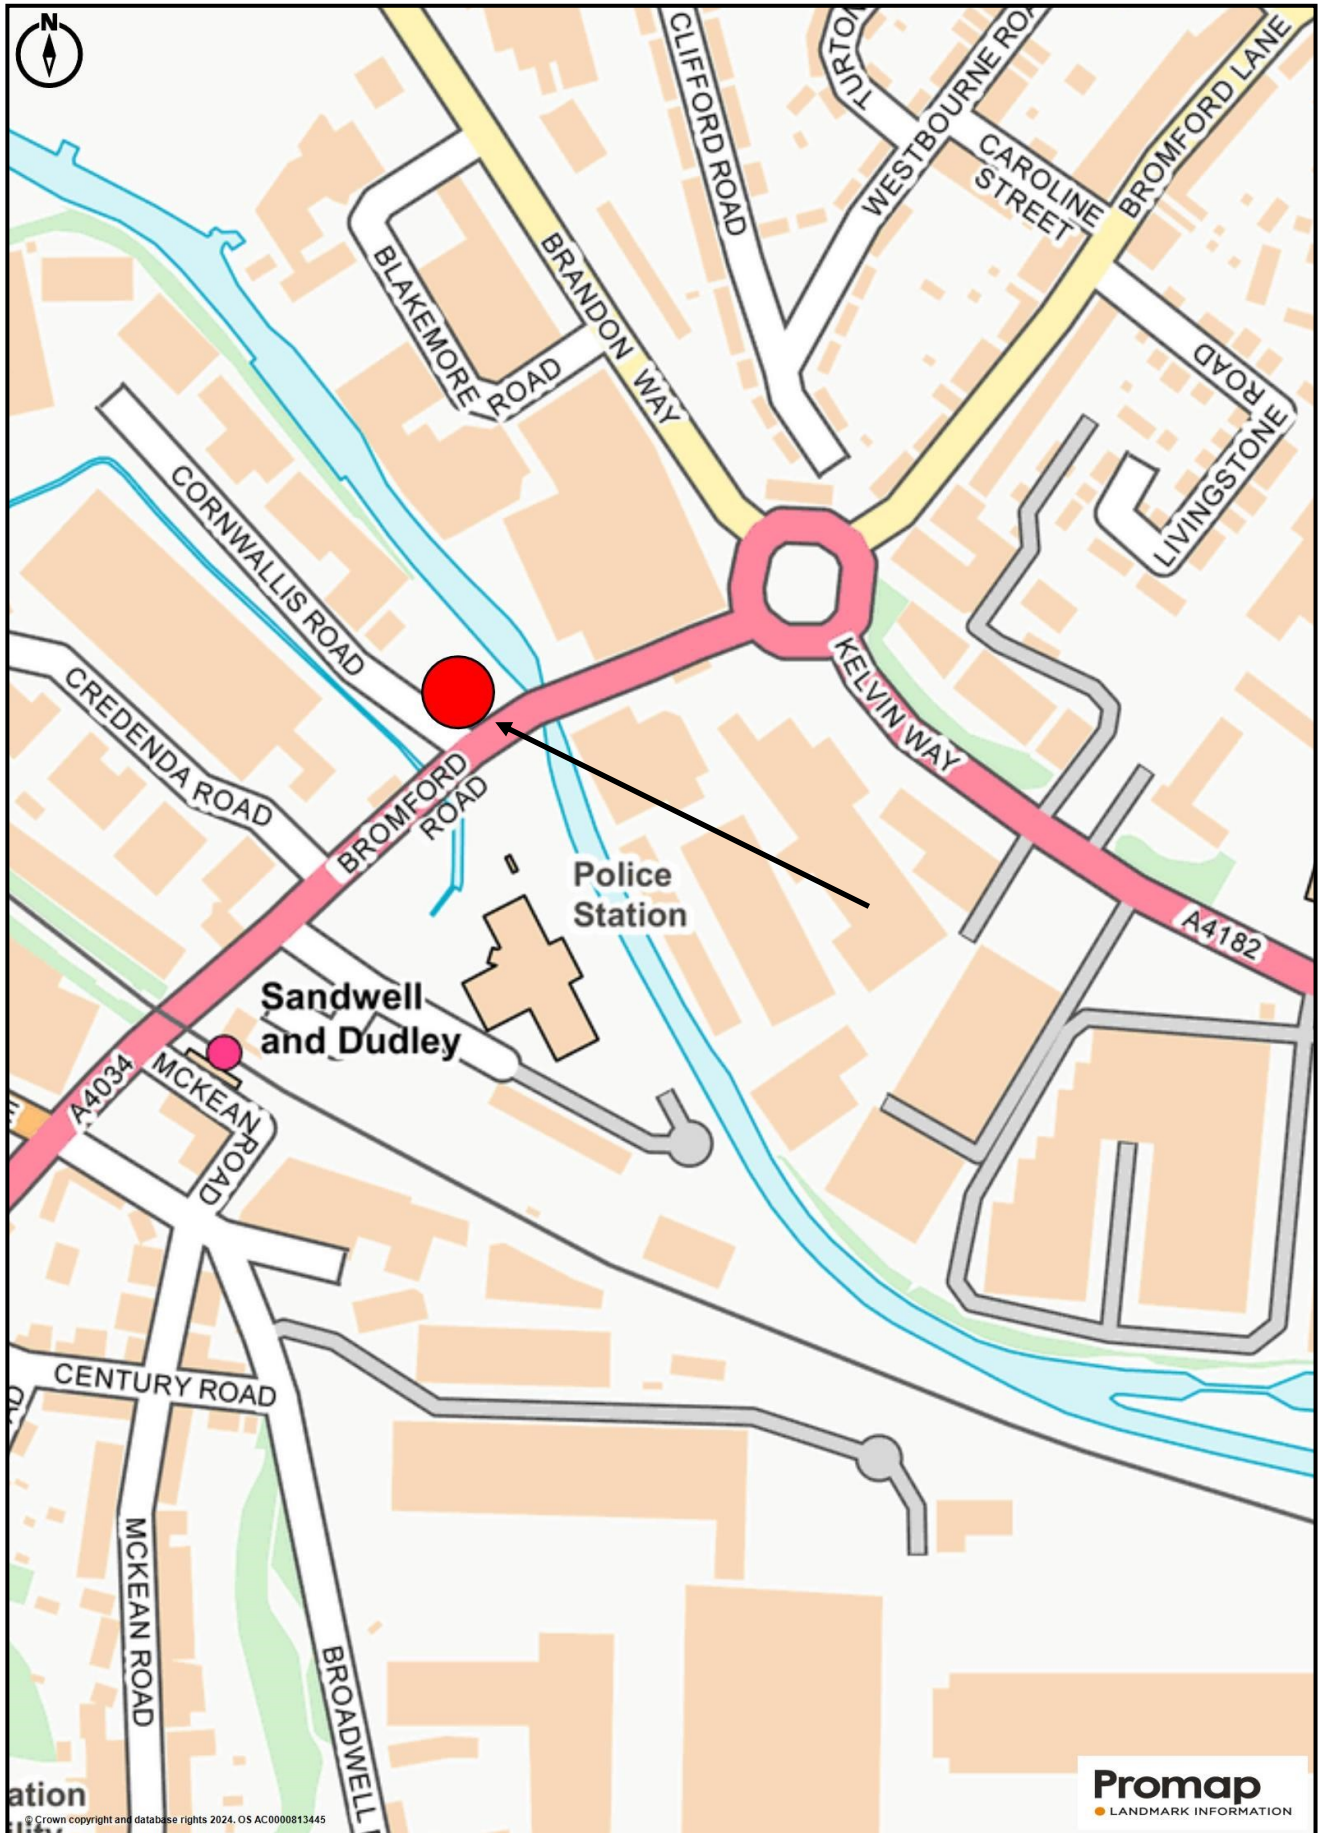 N
CLIFFORD ROAD
TURTON
WESTBOURNE ROA
BROMFORD LANE
CAROLINE
STREET
BRANDON WAY
BLAKEMORE
ROAD
ROAD
LIVINGSTONE
CORNWALLIS ROAD
KELVIN WAY
CREDENDA ROAD
BROMFORD
ROAD
Police
Station
A4182
Sandwell
and Dudley
A4034
MCKEAN
ROAD
E
CENTURY ROAD
MCKEAN ROAD
BROADWELL
ation
ility
© Crown copyright and database rights 2024. OS AC0000813445
Promap
LANDMARK INFORMATION